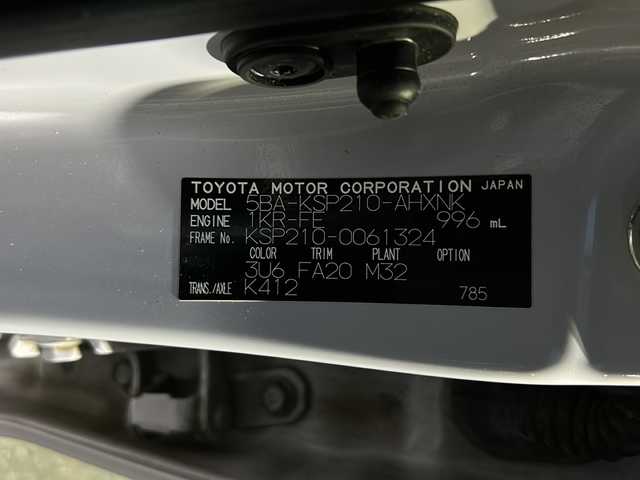 TOYOTA MOTOR CORPORATION JAPAN
MODEL 5BA-KSP210-AHXNK
ENGINE 1KR-FE 996 mL
FRAME No. KSP210-0061324
COLOR TRIM PLANT OPTION
3U6 FA20 M32
TRANS./AXLE K412 785